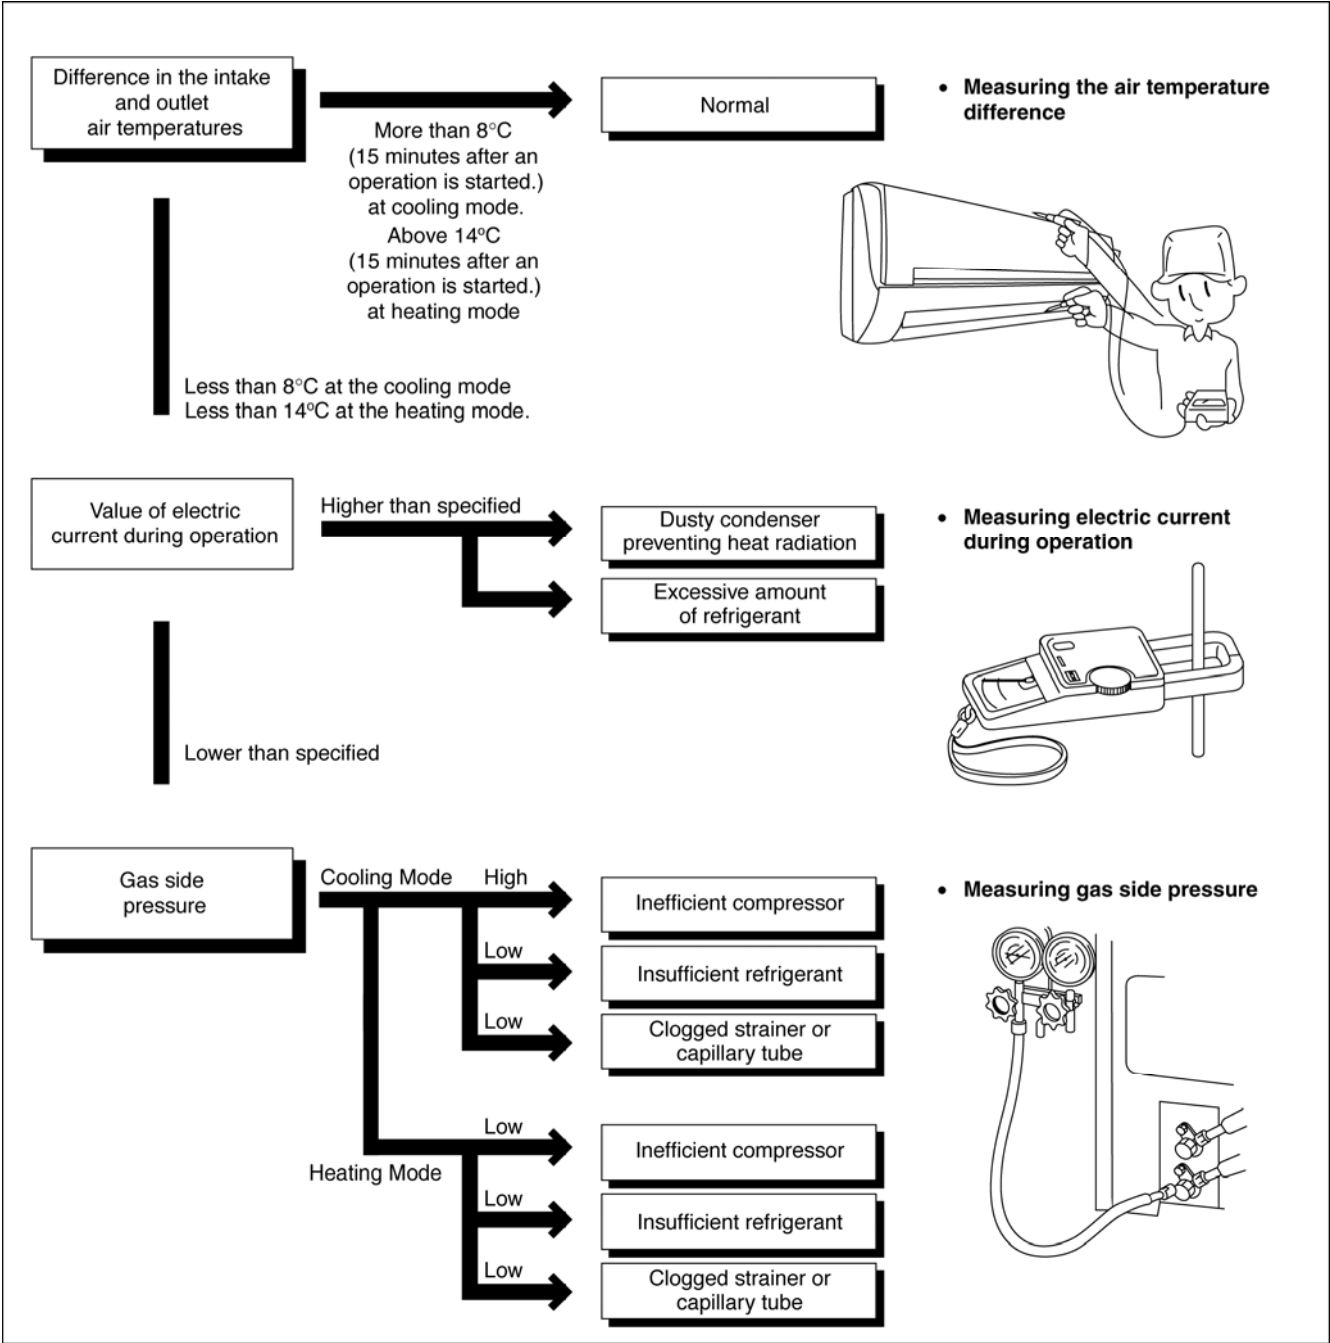 Difference in the intake
and outlet
air temperatures
More than 8°C
(15 minutes after an
operation is started.)
at cooling mode.
Above 14ºC
(15 minutes after an
operation is started.)
at heating mode
Normal
• Measuring the air temperature
difference
Less than 8°C at the cooling mode
Less than 14ºC at the heating mode.
Value of electric
current during operation
Higher than specified
Dusty condenser
preventing heat radiation
Excessive amount
of refrigerant
• Measuring electric current
during operation
Lower than specified
Gas side
pressure
Cooling Mode
High
Inefficient compressor
Low
Insufficient refrigerant
Low
Clogged strainer or
capillary tube
Heating Mode
Low
Inefficient compressor
Low
Insufficient refrigerant
Low
Clogged strainer or
capillary tube
• Measuring gas side pressure